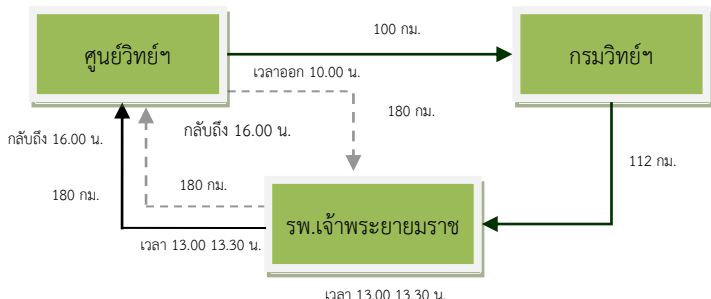 100 กม.
ศูนย์วิทย์ฯ
กรมวิทย์ฯ
เวลาออก 10.00 น.
180 กม.
กลับถึง 16.00 น.
กลับถึง 16.00 น.
112 กม.
180 กม.
180 กม.
รพ.เจ้าพระยายมราช
เวลา 13.00 13.30 น.
เวลา 13.00 13.30 น.